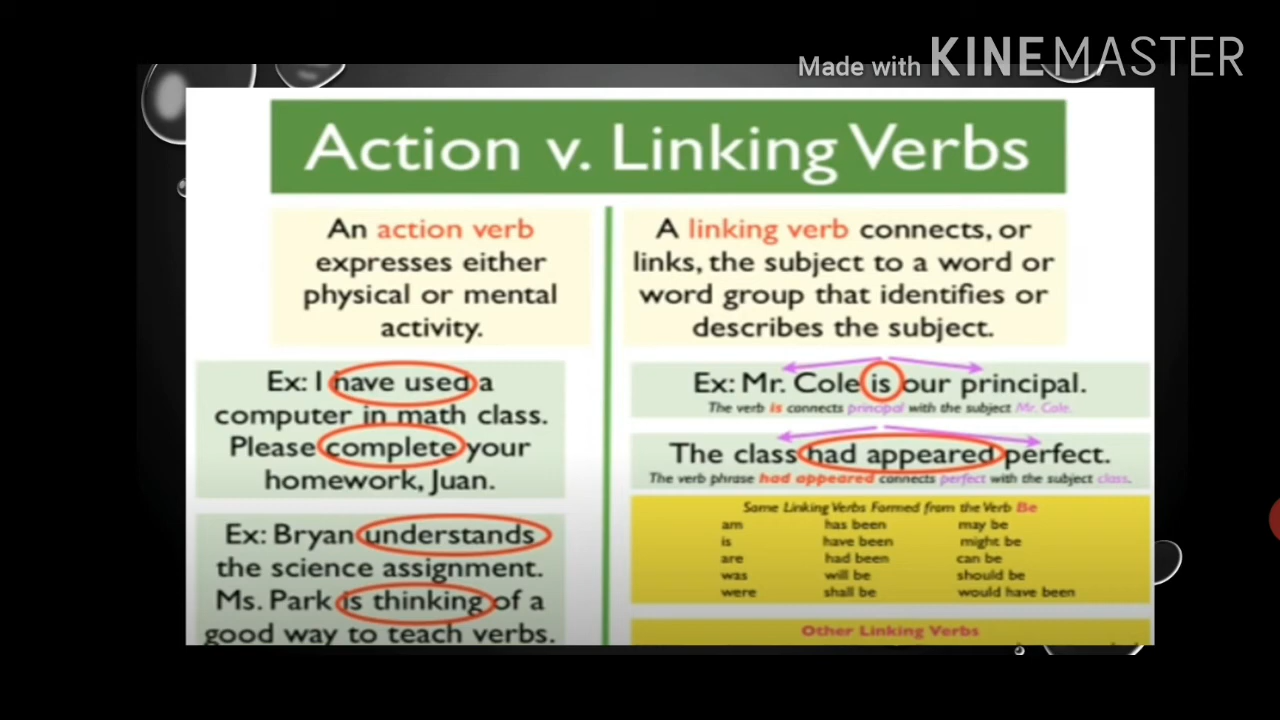 Made with KINEMASTER
Action v. Linking Verbs
An action verb
expresses either
physical or mental
activity.
Ex: I have used a
computer in math class.
Please complete your
homework, Juan.
Ex: Bryan understands
the science assignment.
Ms. Park is thinking of a
good way to teach verbs.
A linking verb connects, or
links, the subject to a word or
word group that identifies or
describes the subject.
Ex: Mr. Cole is our principal.
The verb is connects principal with the subject Mr. Cole.
The class had appeared perfect.
The verb phrase had appeared connects perfect with the subject class.
Some Linking Verbs Formed from the Verb Be
am has been may be
is have been might be
are had been can be
was will be should be
were shall be would have been
Other Linking Verbs